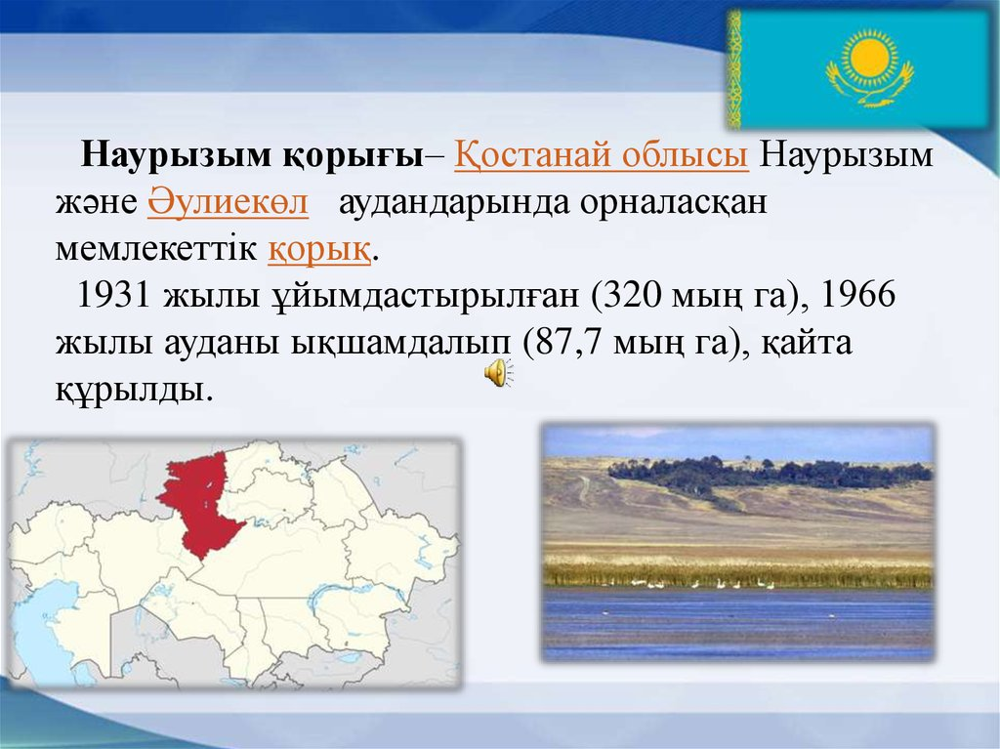 Наурызым қорығы– Қостанай облысы Наурызым
және Әулиекөл аудандарында орналасқан
мемлекеттік қорық.
1931 жылы ұйымдастырылған (320 мың га), 1966
жылы ауданы ықшамдалып (87,7 мың га), қайта
құрылды.